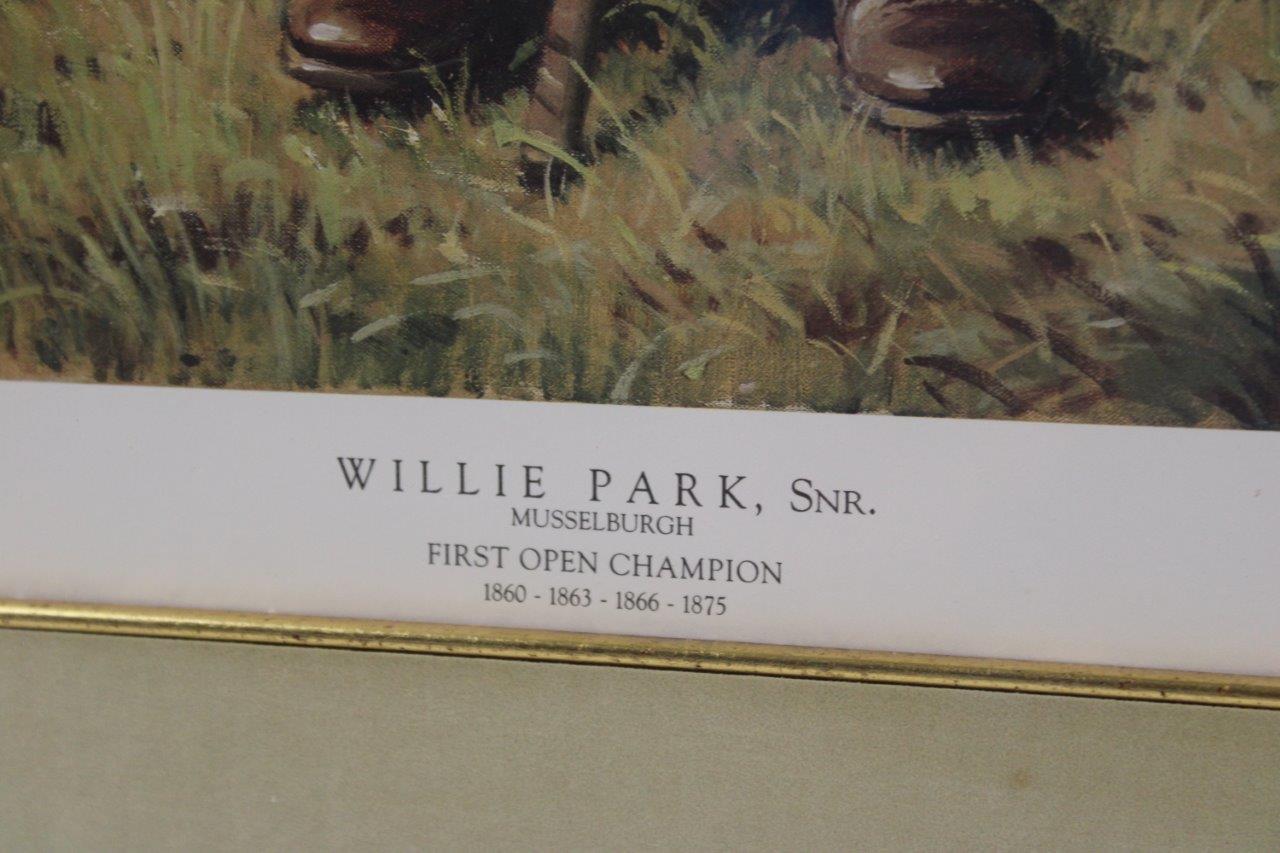 WILLIE PARK, SNR.
MUSSELBURGH
FIRST OPEN CHAMPION
1860 - 1863 - 1866 - 1875